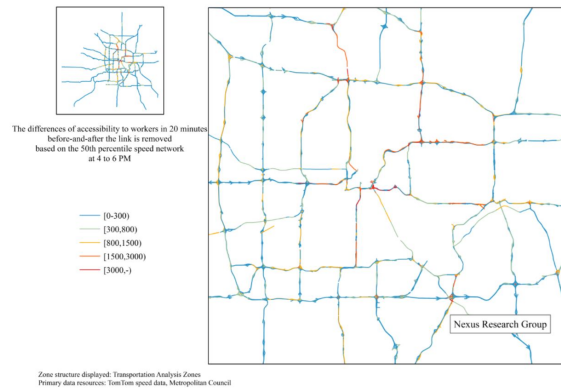 The differences of accessibility to workers in 20 minutes
before-and-after the link is removed
based on the 50th percentile speed network
at 4 to 6 PM
[0-300)
[300,800)
[800,1500)
[1500,3000)
[3000,-)
Nexus Research Group
Zone structure displayed: Transportation Analysis Zones
Primary data resources: TomTom speed data, Metropolitan Council